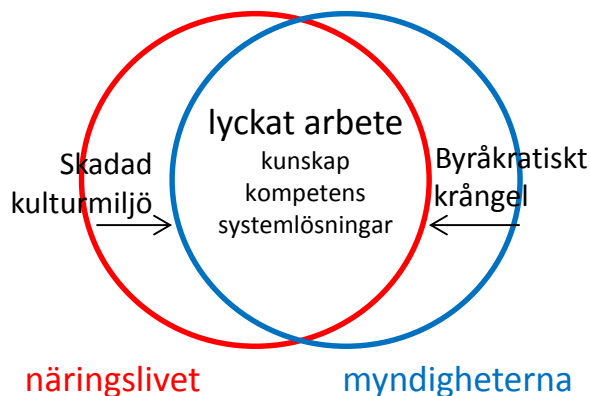 lyckat arbete
kunskap
kompetens
systemlösningar
Skadad
kulturmiljö
Byråkratiskt
krångel
näringslivet
myndigheterna